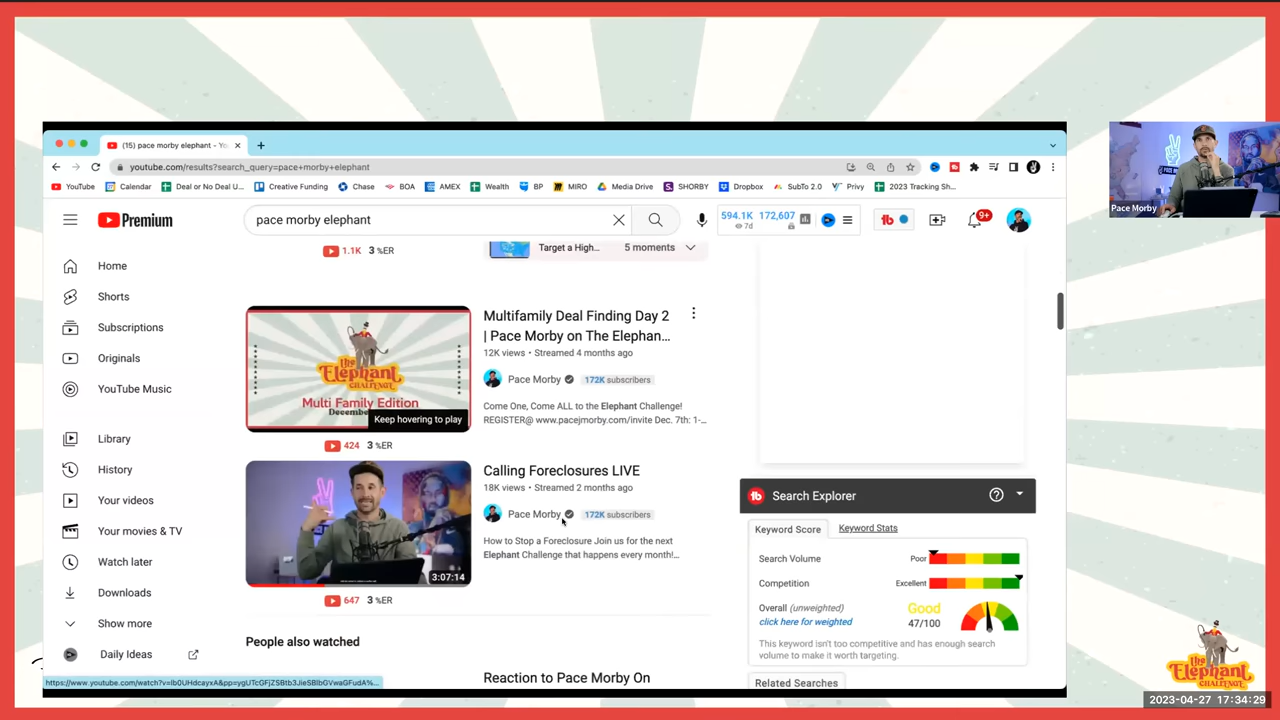 (15) pace morby elephant - Yo
youtube.com/results?search_query=pace+morby+elephant
YouTube
Calendar
Deal or No Deal U...
Creative Funding
Chase
BOA
AMEX
Wealth
BP
MIRO
Media Drive
SHORBY
Dropbox
SubTo 2.0
Privy
2023 Tracking Sh...
Pace Morby
Premium
pace morby elephant
594.1K 172,607
7d
tb
9+
1.1K 3 %ER
Target a High...
5 moments
Home
Shorts
Subscriptions
Originals
YouTube Music
Library
History
Your videos
Your movies & TV
Watch later
Downloads
Show more
Daily Ideas
The
Elephant
CHALLENGE
Multi Family Edition
Decemb
Keep hovering to play
424 3 %ER
Multifamily Deal Finding Day 2
| Pace Morby on The Elephan...
12K views • Streamed 4 months ago
Pace Morby
172K subscribers
Come One, Come ALL to the Elephant Challenge!
REGISTER@ www.pacejmorby.com/invite Dec. 7th: 1-...
3:07:14
647 3 %ER
Calling Foreclosures LIVE
18K views • Streamed 2 months ago
Pace Morby
172K subscribers
How to Stop a Foreclosure Join us for the next
Elephant Challenge that happens every month!...
People also watched
Reaction to Pace Morby On
tb Search Explorer
Keyword Score
Keyword Stats
Search Volume
Poor
Competition
Excellent
Overall (unweighted)
click here for weighted
Good
47/100
This keyword isn't too competitive and has enough search
volume to make it worth targeting.
Related Searches
https://www.youtube.com/watch?v=lb0UHdcayxA&pp=ygUTcGFjZSBtb3JieSBlbGVwaGFudA%...
The
Elephant
CHALLENGE
2023-04-27 17:34:29